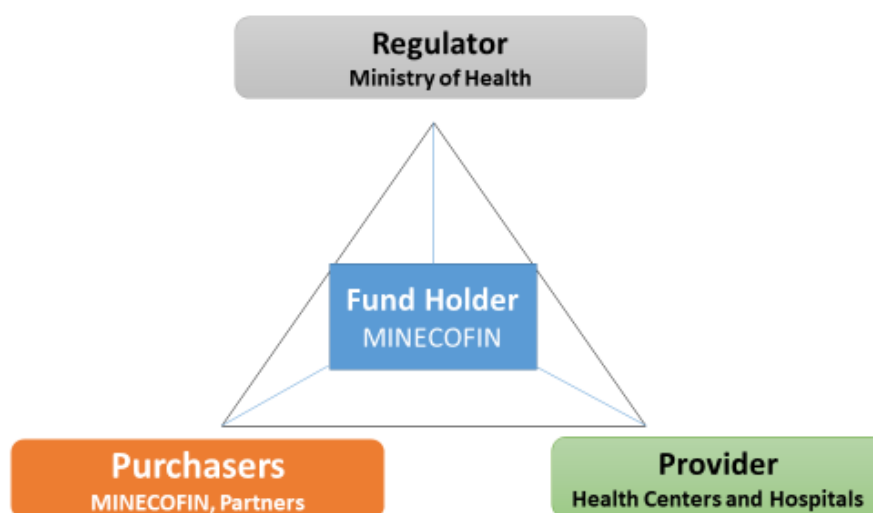 Regulator
Ministry of Health
Fund Holder
MINECOFIN
Purchasers
MINECOFIN, Partners
Provider
Health Centers and Hospitals